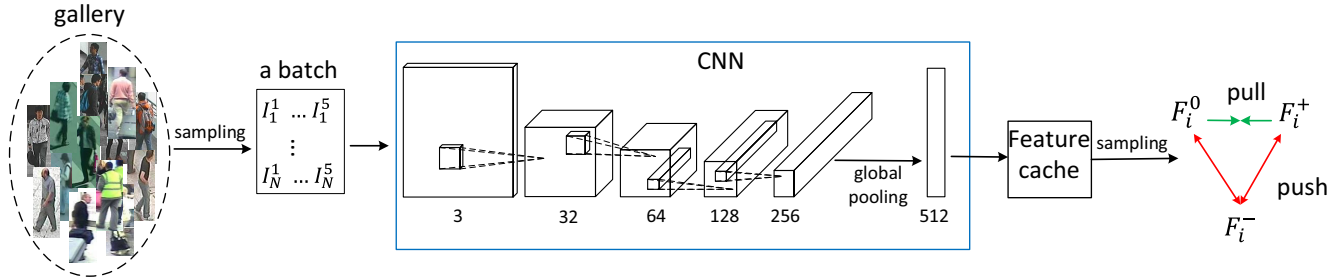 gallery
sampling
a batch
I_1^1 … I_1^5
⋮
I_N^1 … I_N^5
CNN
3
32
64
128
256
global
pooling
512
Feature
cache
sampling
F_i^0
pull
F_i^+
push
F_i^−